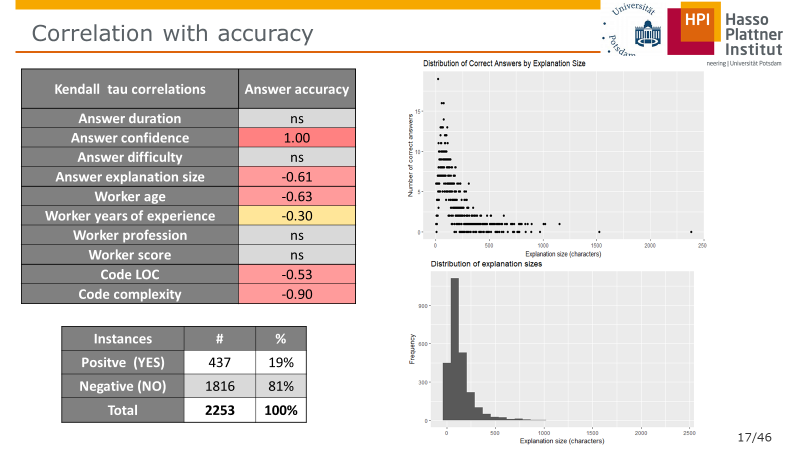 Correlation with accuracy
Universität
Potsdam
HPI
Hasso
Plattner
Institut
neering | Universität Potsdam
Kendall tau correlations Answer accuracy
Answer duration ns
Answer confidence 1.00
Answer difficulty ns
Answer explanation size -0.61
Worker age -0.63
Worker years of experience -0.30
Worker profession ns
Worker score ns
Code LOC -0.53
Code complexity -0.90
Instances # %
Positve (YES) 437 19%
Negative (NO) 1816 81%
Total 2253 100%
Distribution of Correct Answers by Explanation Size
Number of correct answers
15
10
5
0
0 500 1000 1500 2000 250
Explanation size (characters)
Distribution of explanation sizes
Frequency
900
600
300
0
0 500 1000 1500 2000 2500
Explanation size (characters)
17/46